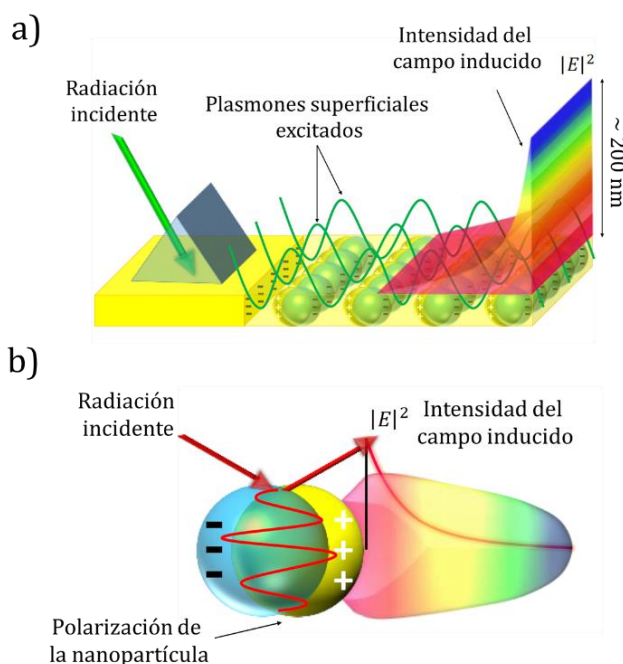 a)
Intensidad del
campo inducido
|E|²
Radiación
incidente
Plasmones superficiales
excitados
~ 200 nm
b)
Radiación
incidente
|E|²
Intensidad del
campo inducido
Polarización de
la nanopartícula